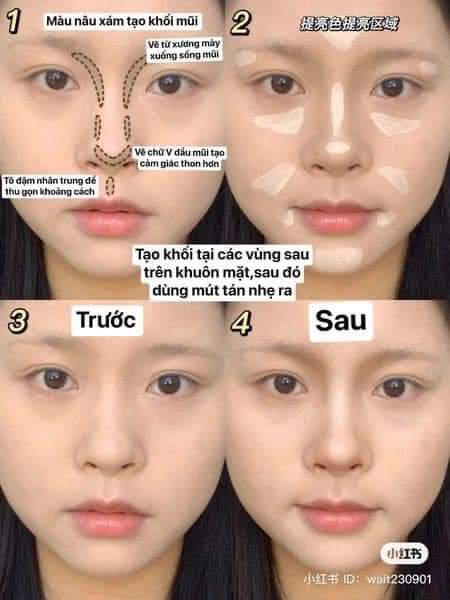 1
Màu nâu xám tạo khối mũi
Vẽ từ xương mày
xuống sống mũi
Vẽ chữ V đầu mũi tạo
cảm giác thon hơn
Tô đậm nhân trung để
thu gọn khoảng cách
2
提亮色提亮区域
Tạo khối tại các vùng sau
trên khuôn mặt,sau đó
dùng mút tán nhẹ ra
3
Trước
4
Sau
小红书
小红书 ID: wait230901